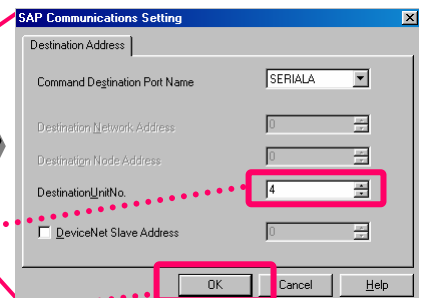 SAP Communications Setting
Destination Address
Command Destination Port Name SERIALA
Destination Network Address 0
Destination Node Address 0
DestinationUnitNo. 4
DeviceNet Slave Address 0
OK Cancel Help